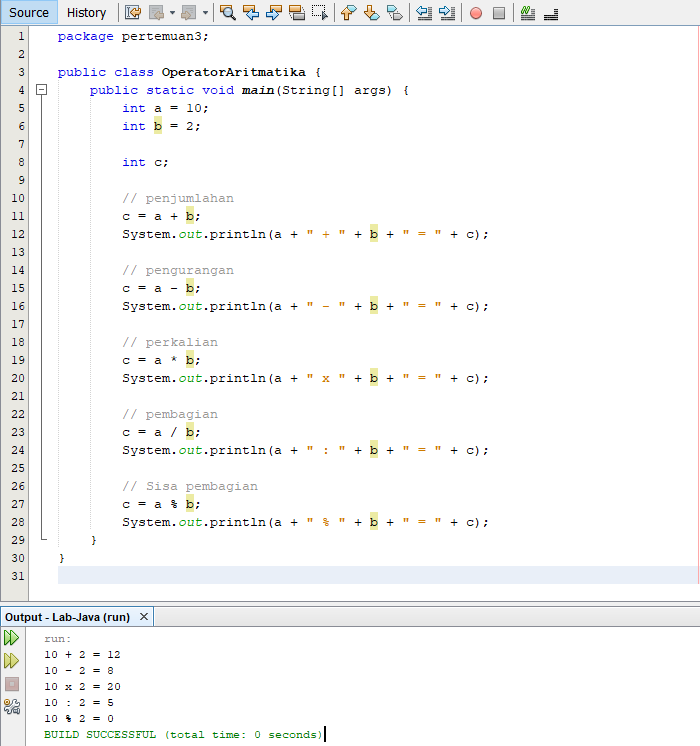 Source History
1 package pertemuan3;
2
3 public class OperatorAritmatika {
4     public static void main(String[] args) {
5         int a = 10;
6         int b = 2;
7
8         int c;
9
10         // penjumlahan
11         c = a + b;
12         System.out.println(a + " + " + b + " = " + c);
13
14         // pengurangan
15         c = a - b;
16         System.out.println(a + " - " + b + " = " + c);
17
18         // perkalian
19         c = a * b;
20         System.out.println(a + " x " + b + " = " + c);
21
22         // pembagian
23         c = a / b;
24         System.out.println(a + " : " + b + " = " + c);
25
26         // Sisa pembagian
27         c = a % b;
28         System.out.println(a + " % " + b + " = " + c);
29     }
30 }
31
Output - Lab-Java (run) ×
run:
10 + 2 = 12
10 - 2 = 8
10 x 2 = 20
10 : 2 = 5
10 % 2 = 0
BUILD SUCCESSFUL (total time: 0 seconds)